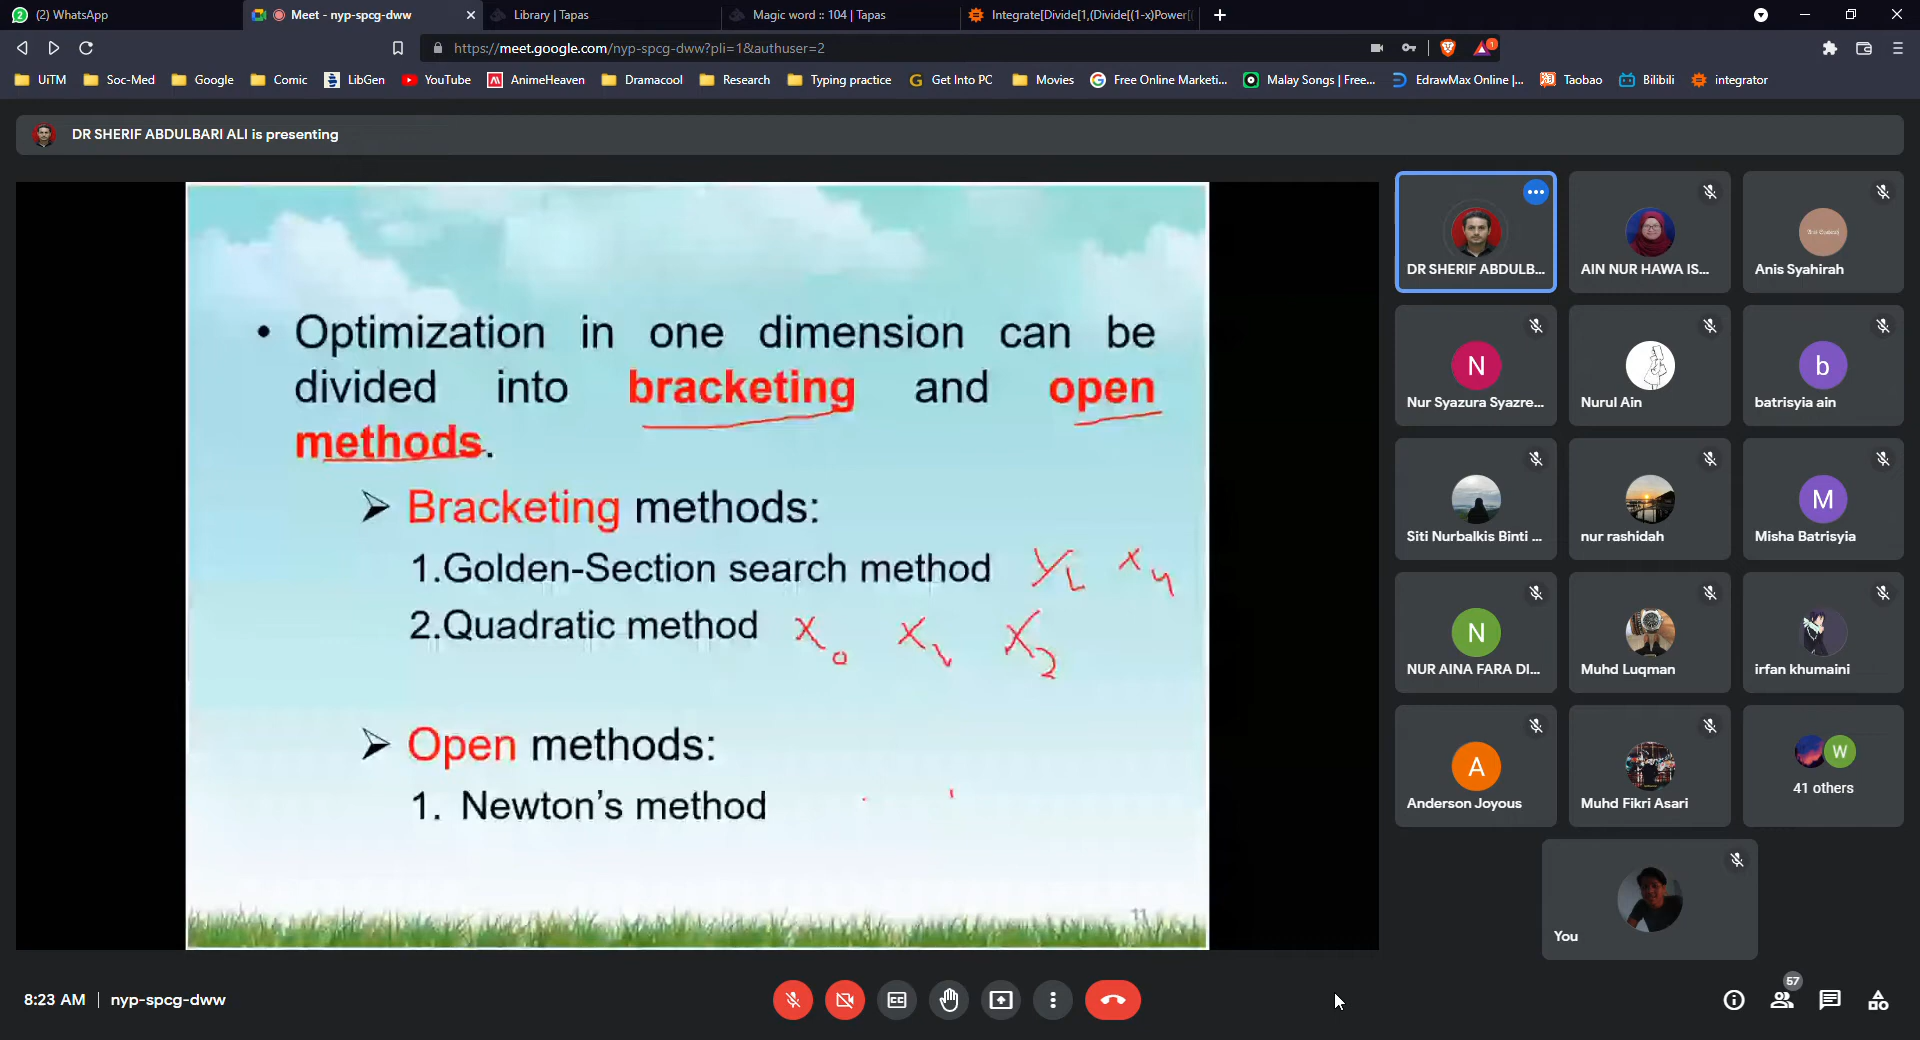 (2) WhatsApp
Meet - nyp-spcg-dww
Library | Tapas
Magic word :: 104 | Tapas
Integrate[Divide[1,(Divide[(1-x)Power[(
https://meet.google.com/nyp-spcg-dww?pli=1&authuser=2
1
UiTM Soc-Med Google Comic LibGen YouTube AnimeHeaven Dramacool Research Typing practice Get Into PC Movies Free Online Marketi... Malay Songs | Free... EdrawMax Online |... Taobao Bilibili integrator
DR SHERIF ABDULBARI ALI is presenting
• Optimization in one dimension can be
divided into bracketing and open
methods.
➢ Bracketing methods:
1.Golden-Section search method
2.Quadratic method x₀ x₁ x₂
➢ Open methods:
1. Newton's method
11
DR SHERIF ABDULB... AIN NUR HAWA IS... Anis Syahirah
N b
Nur Syazura Syazre... Nurul Ain batrisyia ain
M
Siti Nurbalkis Binti ... nur rashidah Misha Batrisyia
N
NUR AINA FARA DI... Muhd Luqman irfan khumaini
A W
Anderson Joyous Muhd Fikri Asari 41 others
You
8:23 AM | nyp-spcg-dww
57